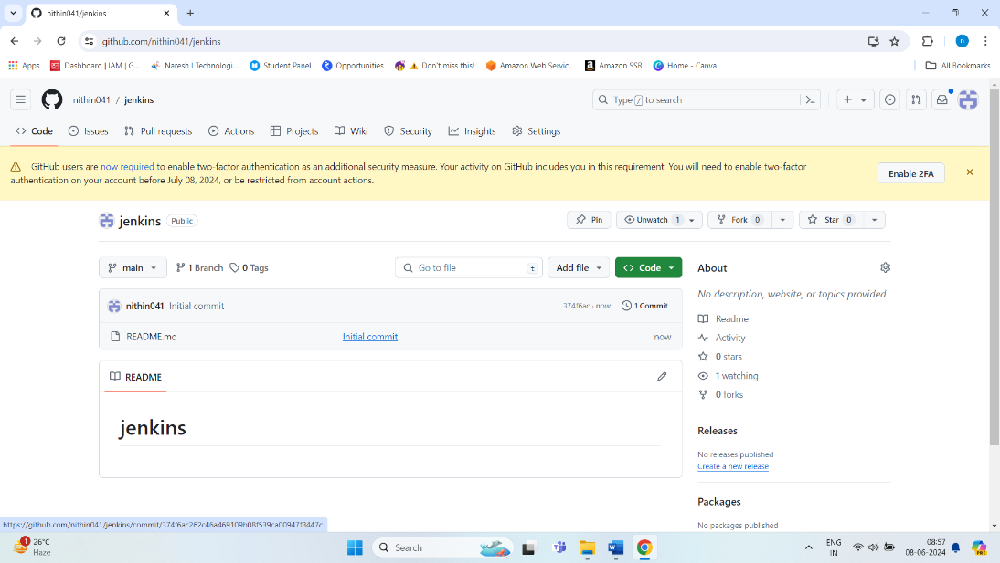 nithin041/jenkins
github.com/nithin041/jenkins
Apps
Dashboard | IAM | G...
Naresh I Technologi...
Student Panel
Opportunities
Don't miss this!
Amazon Web Servic...
Amazon SSR
Home - Canva
All Bookmarks
nithin041 / jenkins
Type / to search
Code
Issues
Pull requests
Actions
Projects
Wiki
Security
Insights
Settings
GitHub users are now required to enable two-factor authentication as an additional security measure. Your activity on GitHub includes you in this requirement. You will need to enable two-factor
authentication on your account before July 08, 2024, or be restricted from account actions.
Enable 2FA
jenkins Public
Pin
Unwatch 1
Fork 0
Star 0
main
1 Branch
0 Tags
Go to file t
Add file
Code
nithin041 Initial commit
374f6ac · now
1 Commit
README.md
Initial commit
now
README
jenkins
About
No description, website, or topics provided.
Readme
Activity
0 stars
1 watching
0 forks
Releases
No releases published
Create a new release
Packages
No packages published
https://github.com/nithin041/jenkins/commit/374f6ac262c46a469109b08f539ca00947f8447c
1
26°C
Haze
Search
ENG
IN
08:57
08-06-2024
PRE